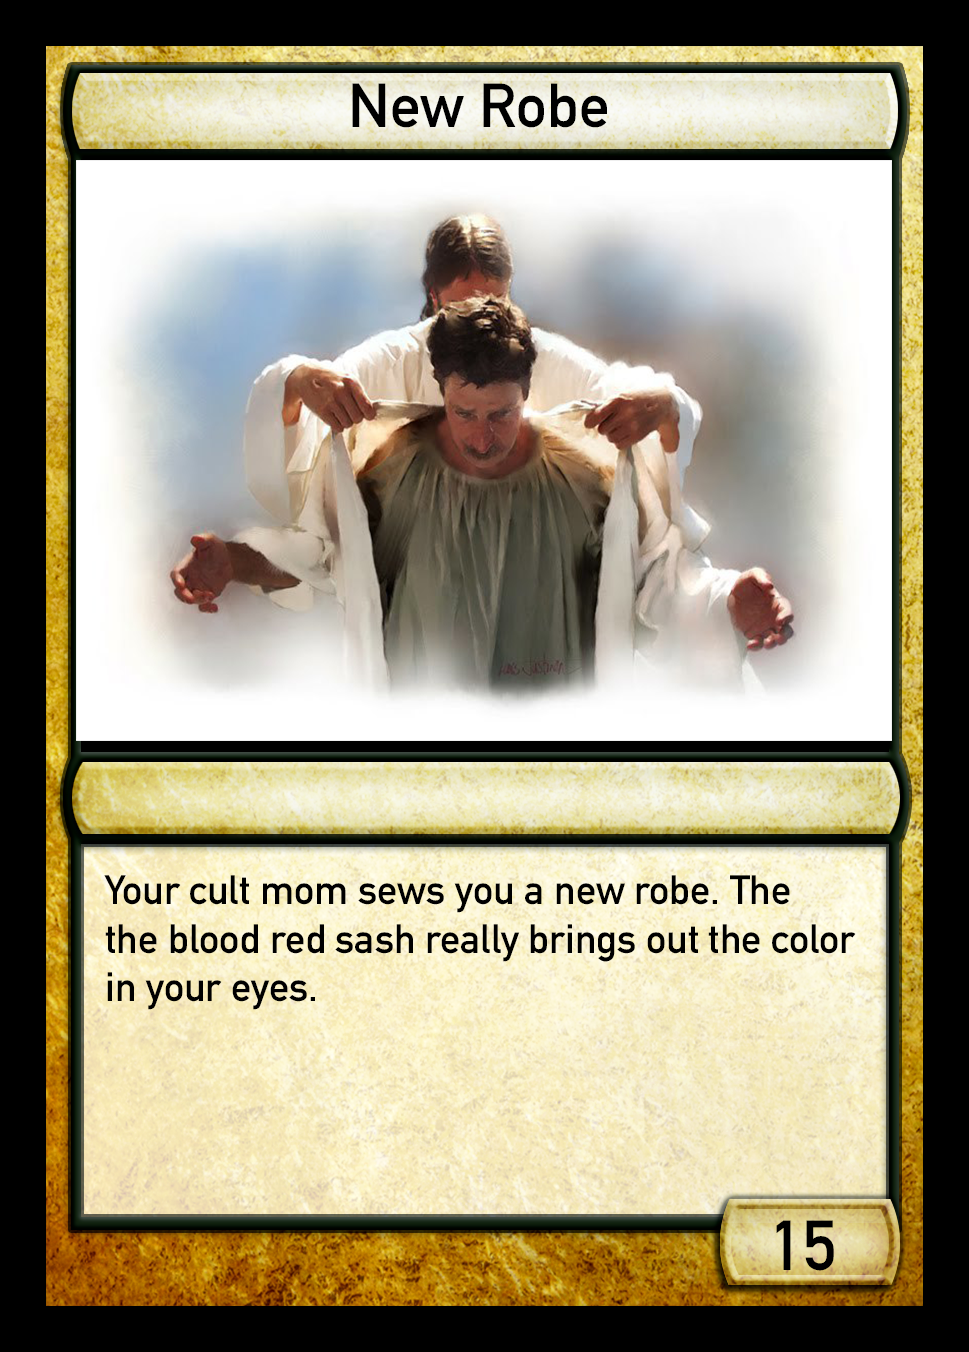 New Robe
Your cult mom sews you a new robe. The
the blood red sash really brings out the color
in your eyes.
15